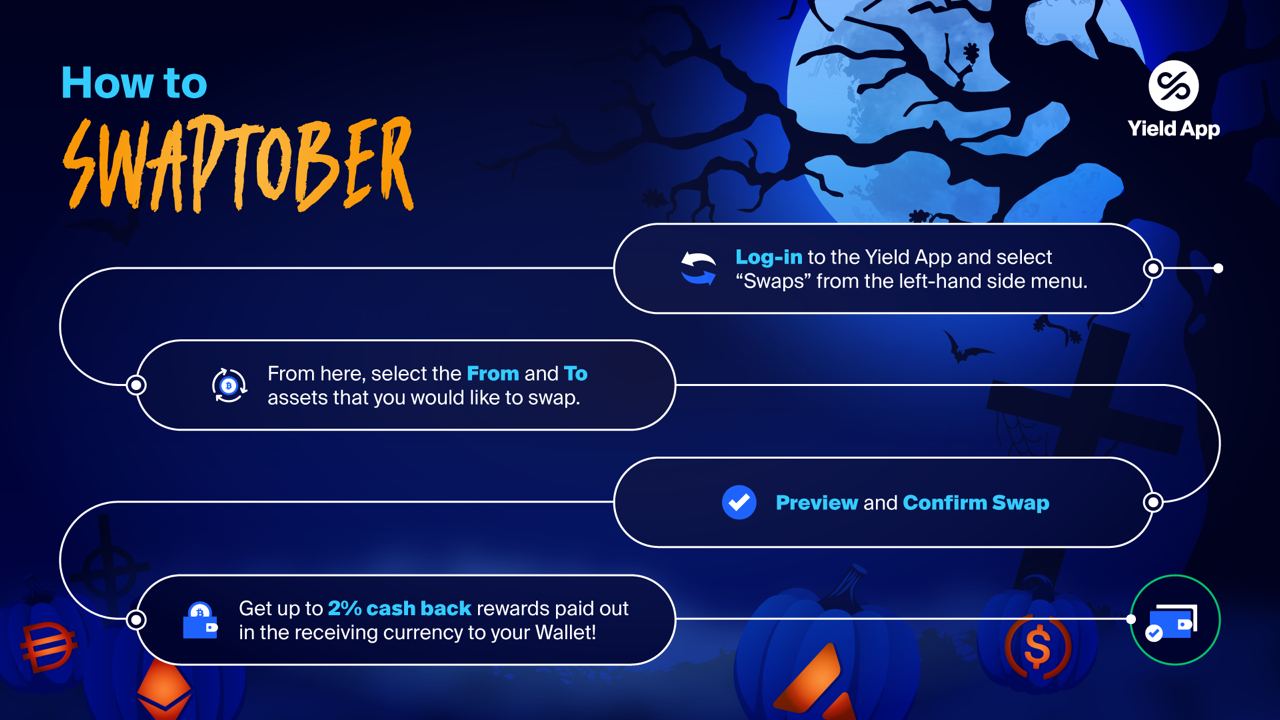 How to
SWAPTOBER
Yield App
Log-in to the Yield App and select
“Swaps” from the left-hand side menu.
From here, select the From and To
assets that you would like to swap.
Preview and Confirm Swap
Get up to 2% cash back rewards paid out
in the receiving currency to your Wallet!